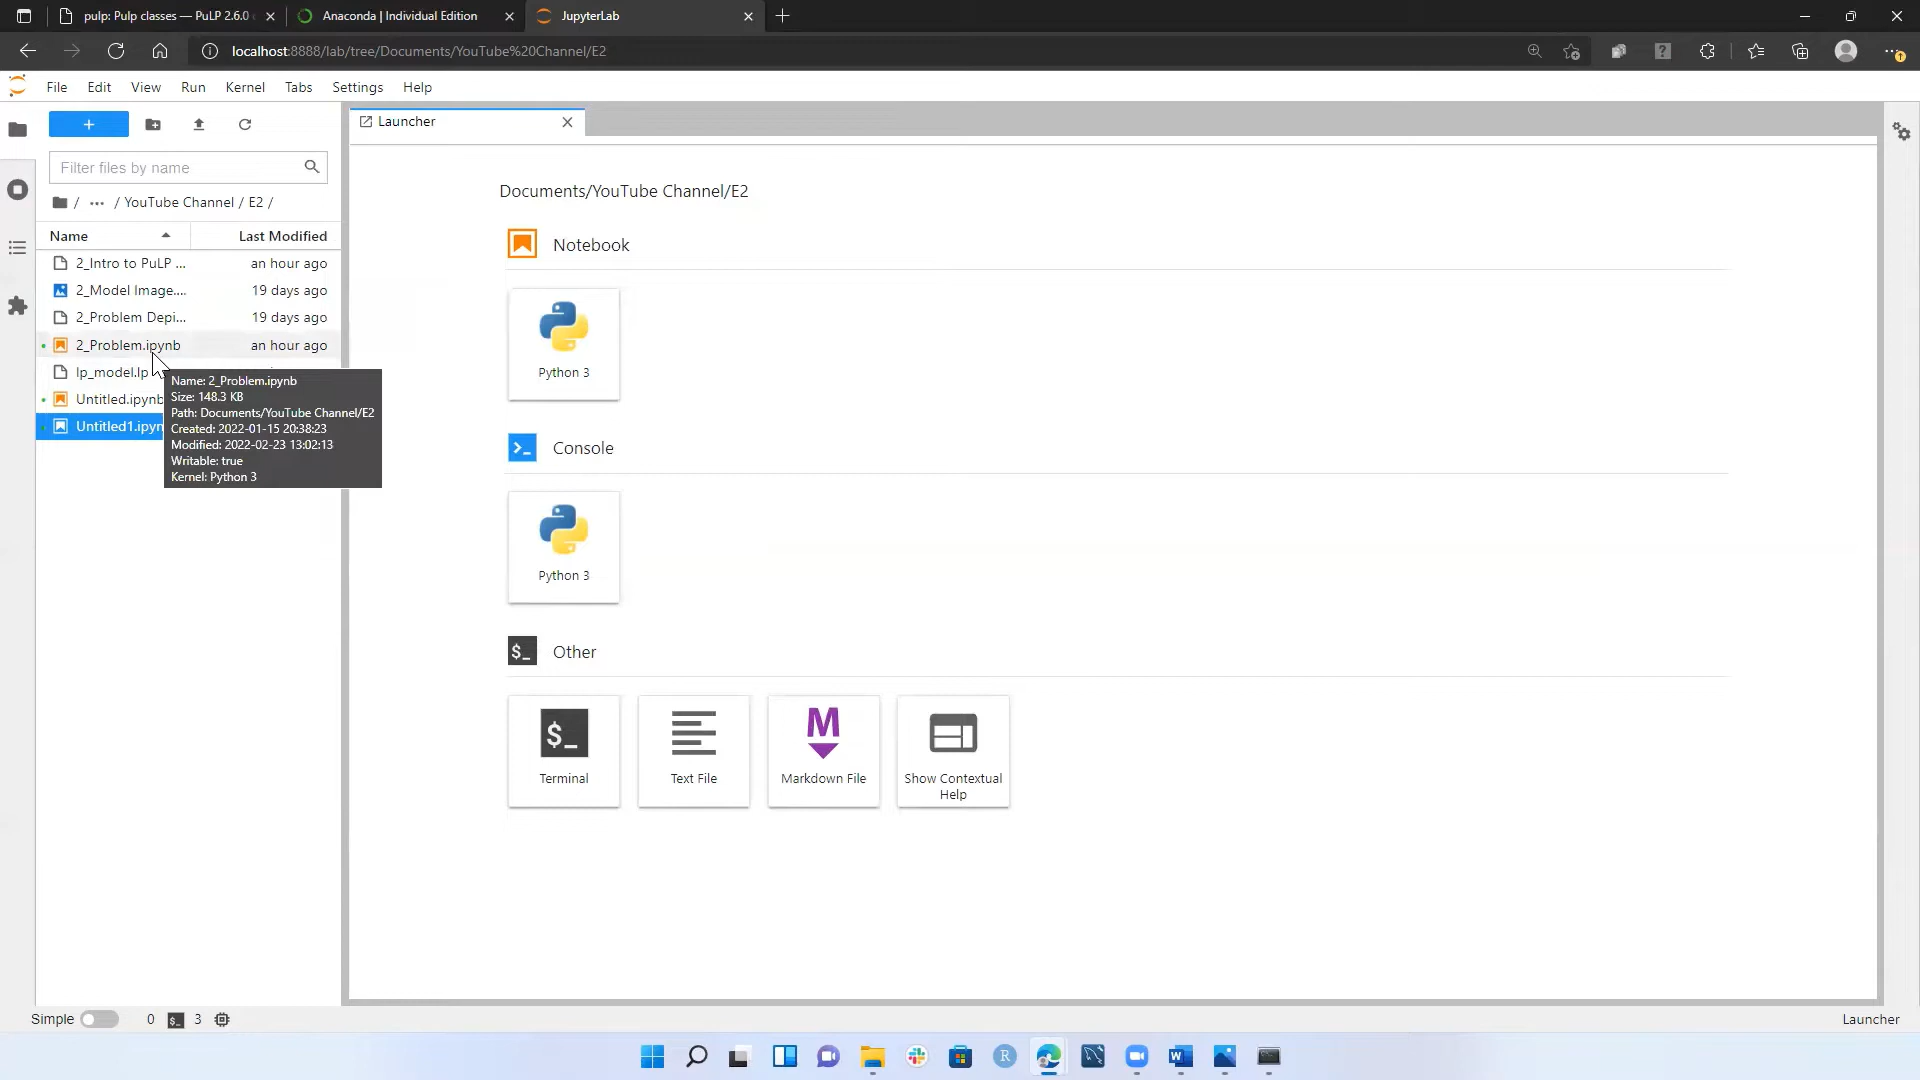 pulp: Pulp classes — PuLP 2.6.0
Anaconda | Individual Edition
JupyterLab
localhost:8888/lab/tree/Documents/YouTube%20Channel/E2
File Edit View Run Kernel Tabs Settings Help
+
Launcher
Filter files by name
/ ... / YouTube Channel / E2 /
Name Last Modified
2_Intro to PuLP ... an hour ago
2_Model Image.... 19 days ago
2_Problem Depi... 19 days ago
2_Problem.ipynb an hour ago
lp_model.lp
Untitled.ipynb
Untitled1.ipyn
Name: 2_Problem.ipynb
Size: 148.3 KB
Path: Documents/YouTube Channel/E2
Created: 2022-01-15 20:38:23
Modified: 2022-02-23 13:02:13
Writable: true
Kernel: Python 3
Documents/YouTube Channel/E2
Notebook
Python 3
>_ Console
Python 3
$_ Other
$_
Terminal
Text File
M
Markdown File
Show Contextual
Help
Simple 0 $_ 3
Launcher
R
W